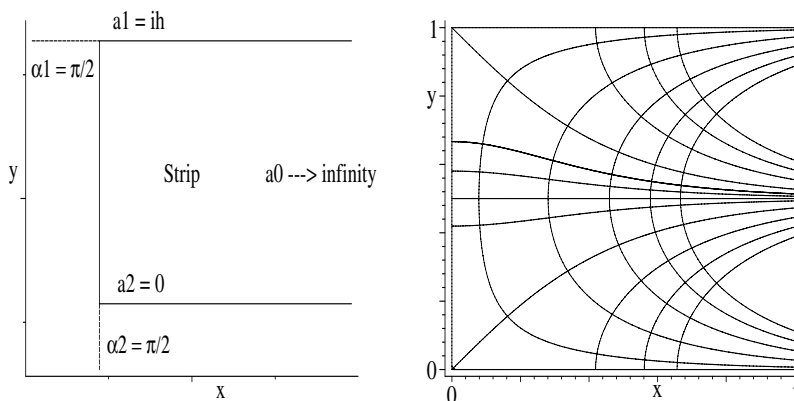 a1 = ih
α1 = π/2
y
Strip
a0 ---> infinity
a2 = 0
α2 = π/2
x
1
y
0
0
x